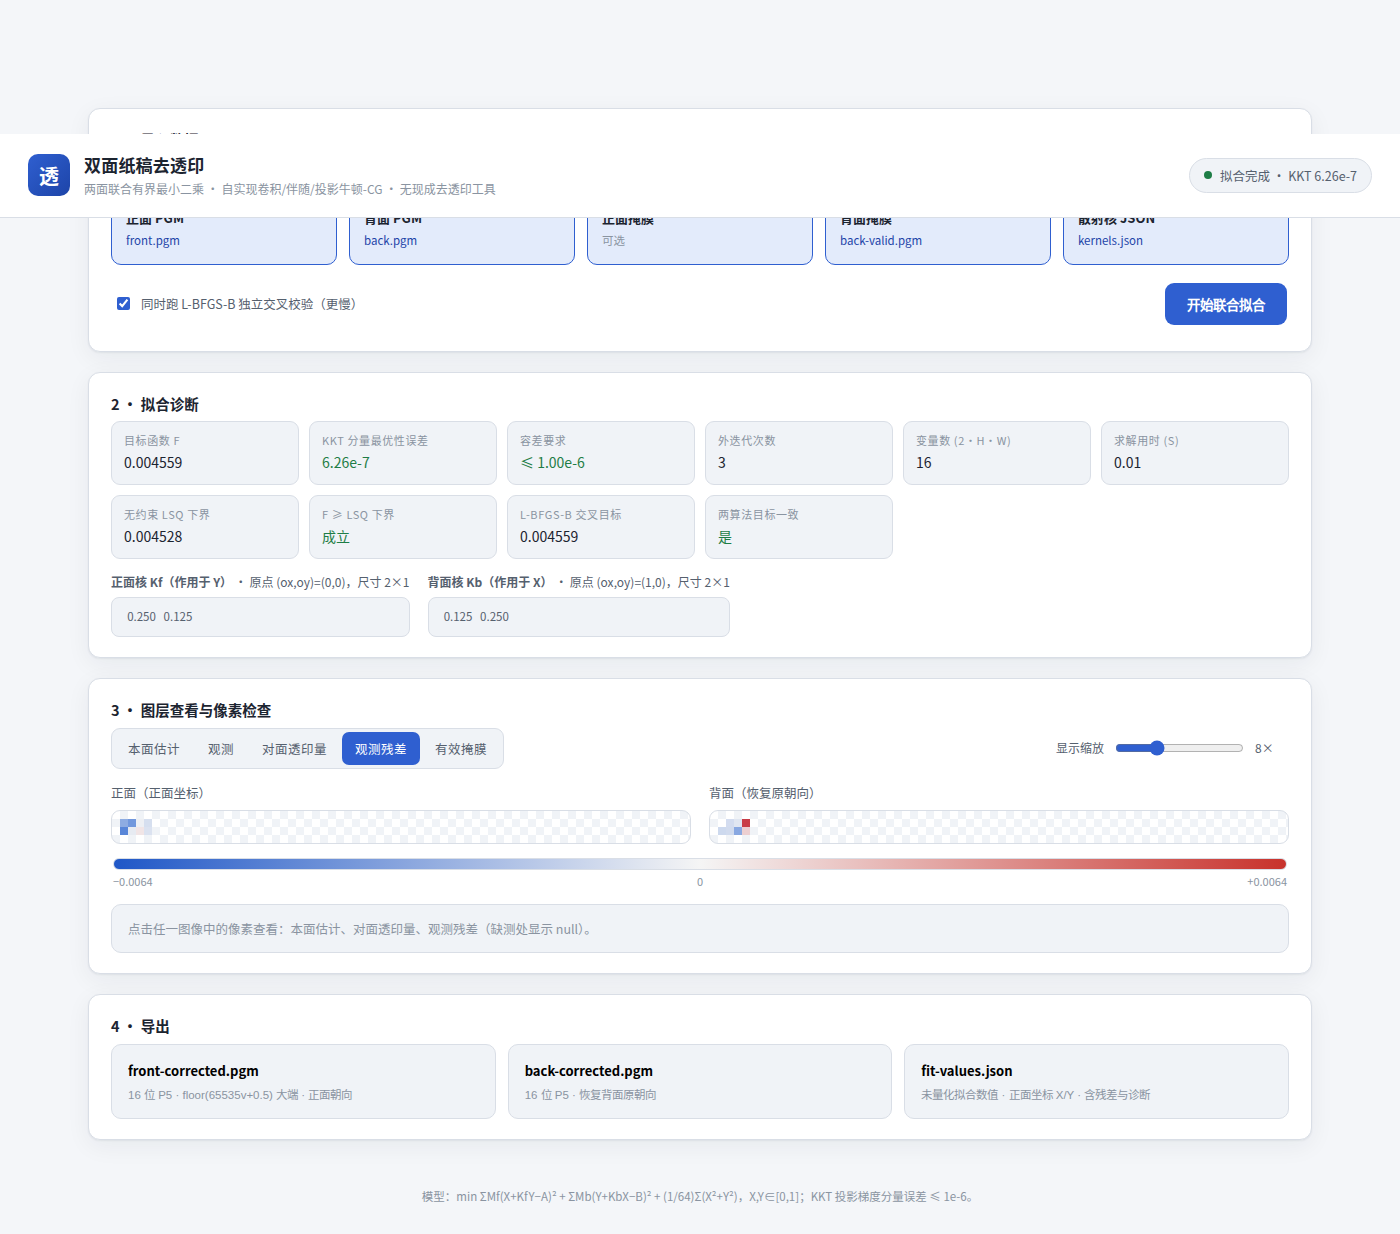 透
双面纸稿去透印
两面联合有界最小二乘 · 自实现卷积/伴随/投影牛顿-CG · 无现成去透印工具
拟合完成 · KKT 6.26e-7
正面 PGM
front.pgm
背面 PGM
back.pgm
正面掩膜
可选
背面掩膜
back-valid.pgm
散射核 JSON
kernels.json
同时跑 L-BFGS-B 独立交叉校验（更慢）
开始联合拟合
2 · 拟合诊断
目标函数 F
0.004559
KKT 分量最优性误差
6.26e-7
容差要求
≤ 1.00e-6
外迭代次数
3
变量数 (2·H·W)
16
求解用时 (S)
0.01
无约束 LSQ 下界
0.004528
F ≥ LSQ 下界
成立
L-BFGS-B 交叉目标
0.004559
两算法目标一致
是
正面核 Kf（作用于 Y） · 原点 (ox,oy)=(0,0)，尺寸 2×1
0.250 0.125
背面核 Kb（作用于 X） · 原点 (ox,oy)=(1,0)，尺寸 2×1
0.125 0.250
3 · 图层查看与像素检查
本面估计
观测
对面透印量
观测残差
有效掩膜
显示缩放
8×
正面（正面坐标）
背面（恢复原朝向）
−0.0064
0
+0.0064
点击任一图像中的像素查看：本面估计、对面透印量、观测残差（缺测处显示 null）。
4 · 导出
front-corrected.pgm
16 位 P5 · floor(65535v+0.5) 大端 · 正面朝向
back-corrected.pgm
16 位 P5 · 恢复背面原朝向
fit-values.json
未量化拟合数值 · 正面坐标 X/Y · 含残差与诊断
模型：min ΣMf(X+KfY−A)² + ΣMb(Y+KbX−B)² + (1/64)Σ(X²+Y²)，X,Y∈[0,1]；KKT 投影梯度分量误差 ≤ 1e-6。